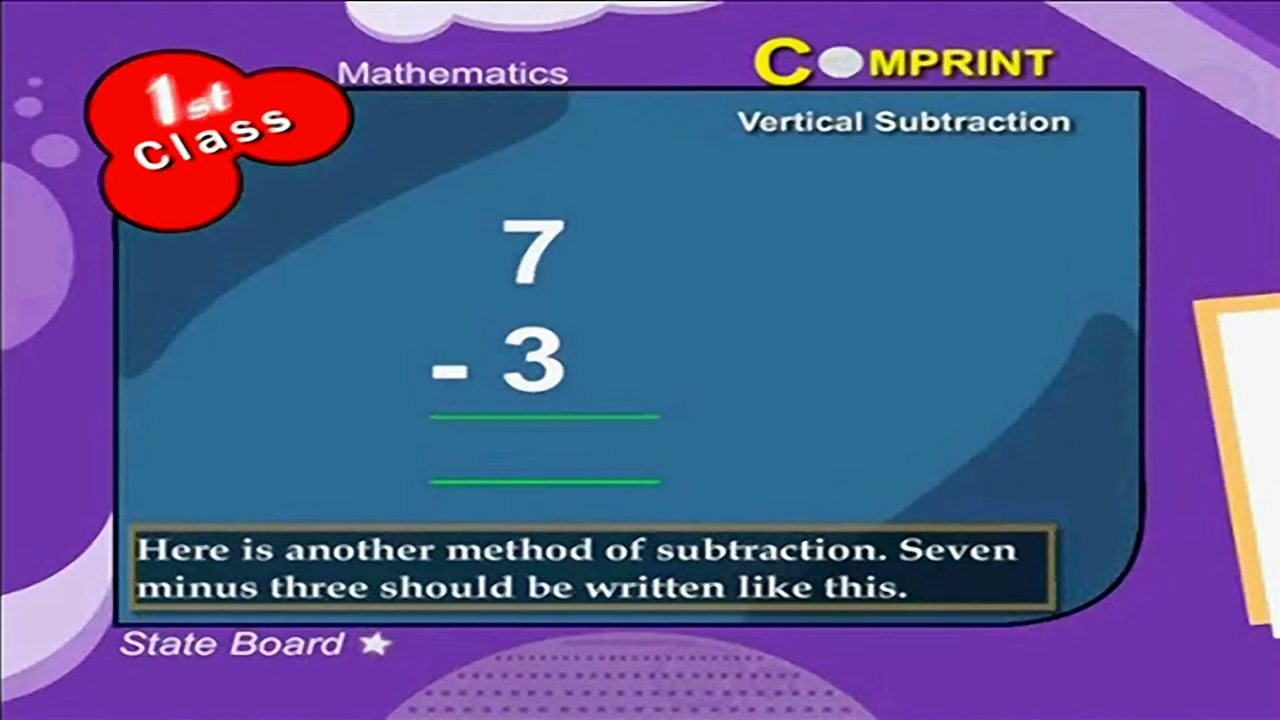 Mathematics
COMPRINT
1st
Class
Vertical Subtraction
7
- 3
Here is another method of subtraction. Seven
minus three should be written like this.
State Board